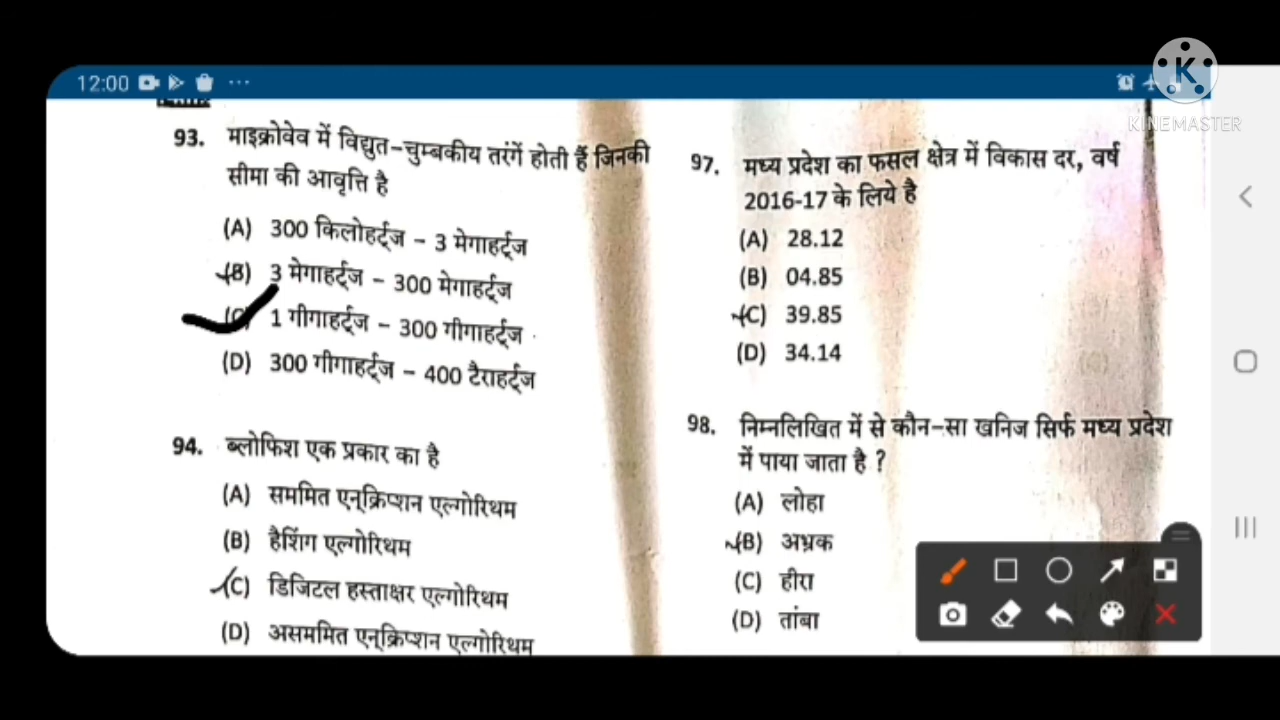 12:00
KINEMASTER
93. माइक्रोवेव में विद्युत-चुम्बकीय तरंगें होती हैं जिनकी
सीमा की आवृत्ति है
(A) 300 किलोहर्ट्ज – 3 मेगाहर्ट्ज
(B) 3 मेगाहर्ट्ज – 300 मेगाहर्ट्ज
(C) 1 गीगाहर्ट्ज – 300 गीगाहर्ट्ज
(D) 300 गीगाहर्ट्ज – 400 टैराहर्ट्ज
94. ब्लोफिश एक प्रकार का है
(A) सममित एन्क्रिप्शन एल्गोरिथम
(B) हैशिंग एल्गोरिथम
(C) डिजिटल हस्ताक्षर एल्गोरिथम
(D) असममित एन्क्रिप्शन एल्गोरिथम
97. मध्य प्रदेश का फसल क्षेत्र में विकास दर, वर्ष
2016-17 के लिये है
(A) 28.12
(B) 04.85
(C) 39.85
(D) 34.14
98. निम्नलिखित में से कौन-सा खनिज सिर्फ मध्य प्रदेश
में पाया जाता है ?
(A) लोहा
(B) अभ्रक
(C) हीरा
(D) तांबा